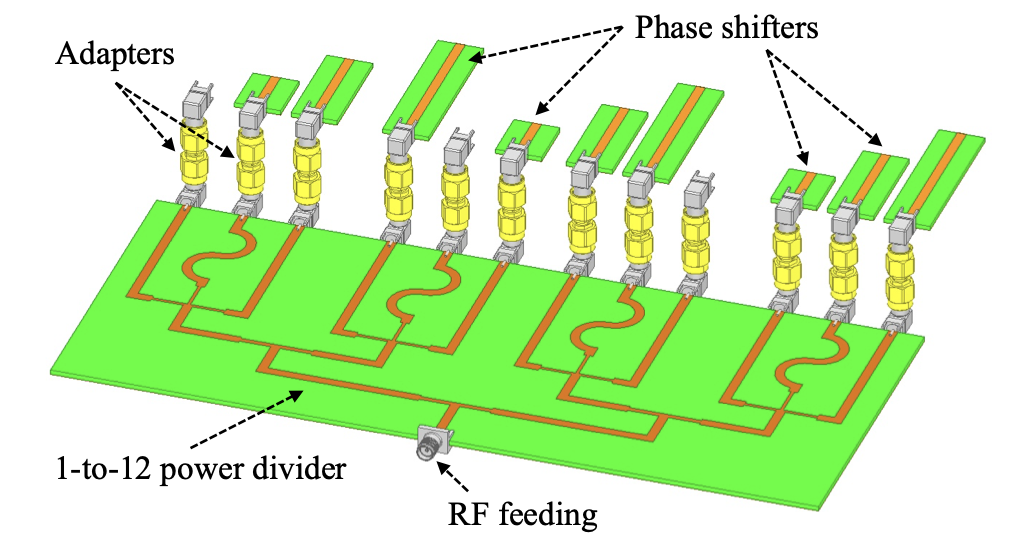 Phase shifters
Adapters
1-to-12 power divider
RF feeding